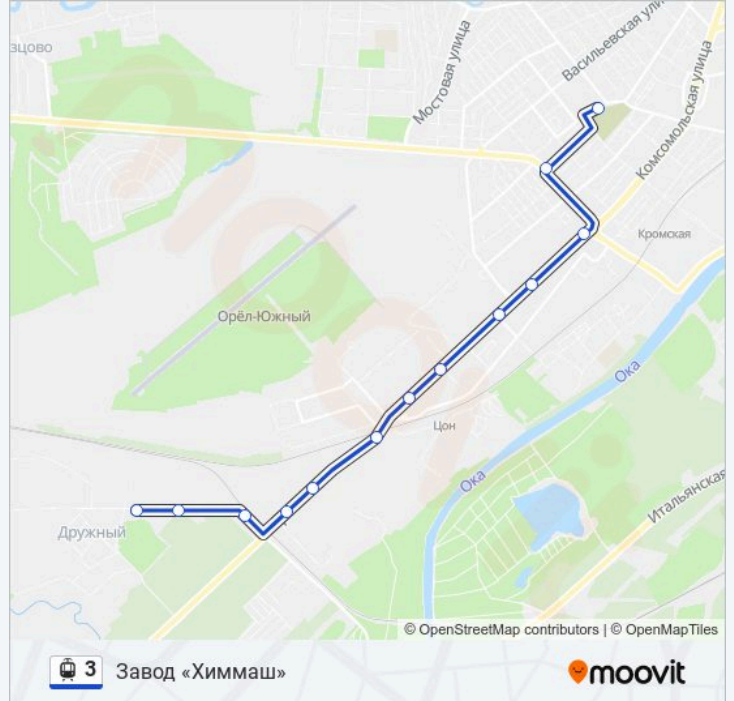 зцово
Мостовая улица
Васильевская ули
Комсомольская улица
Кромская
Орёл-Южный
Ока
Цон
Ока
Итальянская
Дружный
© OpenStreetMap contributors | © OpenMapTiles
3 Завод «Химмаш»
moovit